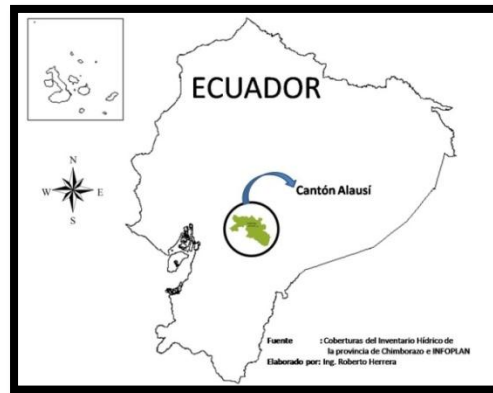 ECUADOR
N
W
E
S
Cantón Alausí
Fuente : Coberturas del Inventario Hídrico de
la provincia de Chimborazo e INFOPLAN
Elaborado por: Ing. Roberto Herrera